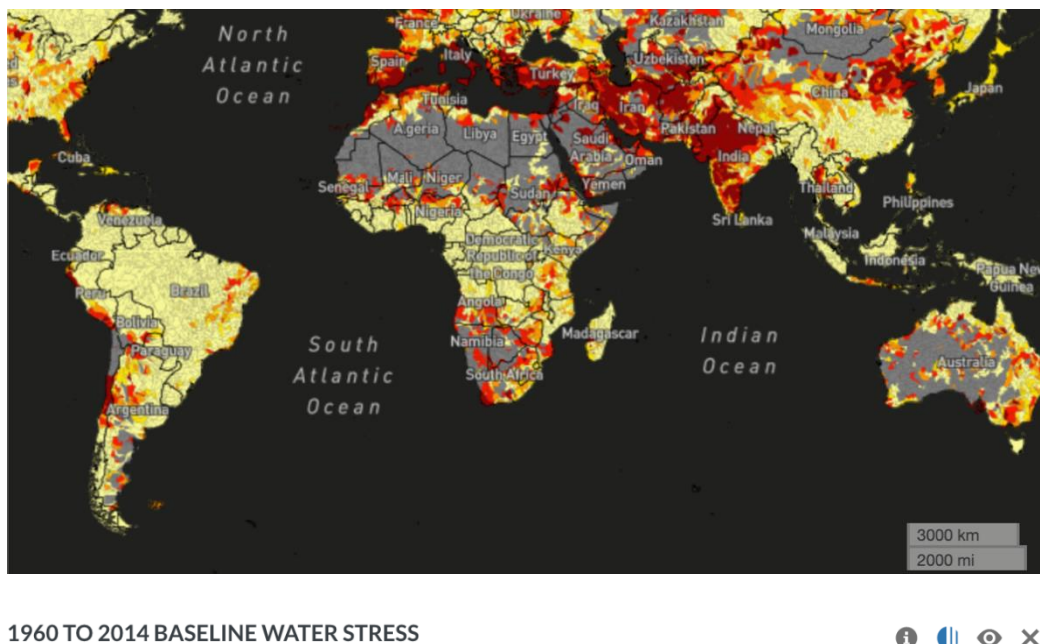 North
Atlantic
Ocean
France
Ukraine
Kazakhstan
Mongolia
Spain
Italy
Turkey
Uzbekistan
China
Japan
Tunisia
Iraq
Iran
Algeria
Libya
Egypt
Saudi
Arabia
Pakistan
Nepal
Cuba
Oman
India
Mali
Niger
Senegal
Sudan
Yemen
Thailand
Philippines
Venezuela
Nigeria
Sri Lanka
Malaysia
Ecuador
Democratic
Republic of
the Congo
Kenya
Indonesia
Papua New
Guinea
Peru
Brazil
Angola
Bolivia
Madagascar
South
Atlantic
Ocean
Namibia
Indian
Ocean
Paraguay
South Africa
Australia
Argentina
3000 km
2000 mi
1960 TO 2014 BASELINE WATER STRESS